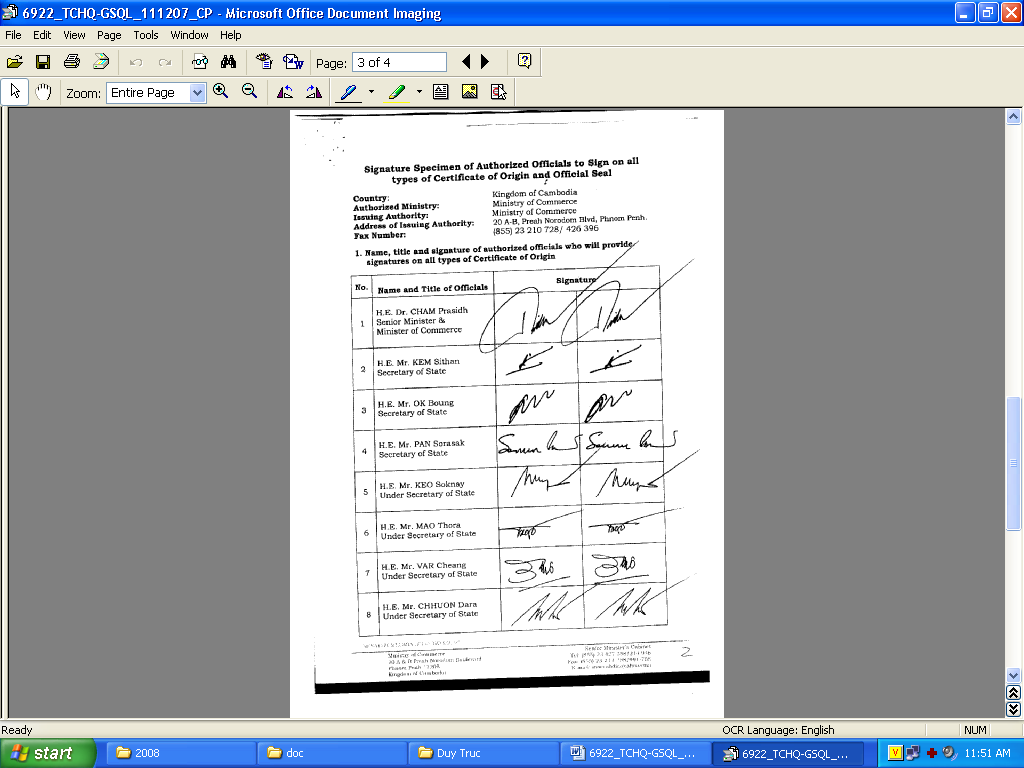 6922_TCHQ-GSQL_111207_CP - Microsoft Office Document Imaging
File Edit View Page Tools Window Help
Page: 3 of 4
Zoom: Entire Page
Signature Specimen of Authorized Officials to Sign on all
types of Certificate of Origin and Official Seal
Country: Kingdom of Cambodia
Authorized Ministry: Ministry of Commerce
Issuing Authority: Ministry of Commerce
Address of Issuing Authority: 20 A-B, Preah Norodom Blvd, Phnom Penh.
Fax Number: (855) 23 210 728/ 426 396
1. Name, title and signature of authorized officials who will provide
signatures on all types of Certificate of Origin
No. Name and Title of Officials Signature
1 H.E. Dr. CHAM Prasidh
Senior Minister &
Minister of Commerce
2 H.E. Mr. KEM Sithan
Secretary of State
3 H.E. Mr. OK Boung
Secretary of State
4 H.E. Mr. PAN Sorasak
Secretary of State
5 H.E. Mr. KEO Soknay
Under Secretary of State
6 H.E. Mr. MAO Thora
Under Secretary of State
7 H.E. Mr. VAR Cheang
Under Secretary of State
8 H.E. Mr. CHHUON Dara
Under Secretary of State
Ministry of Commerce
20 A & B Preah Norodom Boulevard
Phnom Penh
Kingdom of Cambodia
Senior Minister's Cabinet
2
Ready OCR Language: English NUM
start 2008 doc Duy Truc 6922_TCHQ-GSQL_... 6922_TCHQ-GSQL_... V 11:51 AM